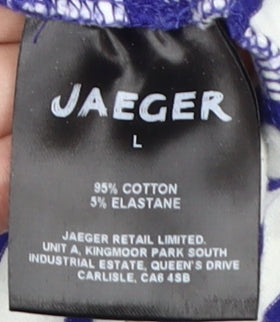 JAEGER
L
95% COTTON
5% ELASTANE
JAEGER RETAIL LIMITED.
UNIT A, KINGMOOR PARK SOUTH
INDUSTRIAL ESTATE, QUEEN'S DRIVE
CARLISLE, CA6 4SB